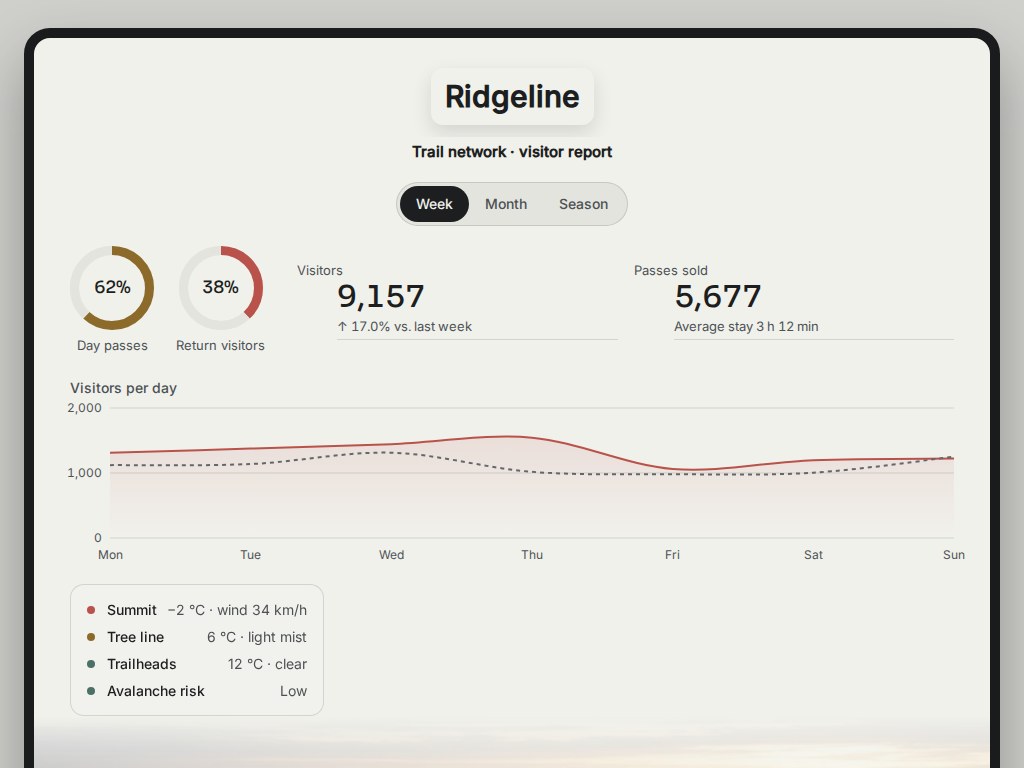 Ridgeline
Trail network · visitor report
Week Month Season
62%
Day passes
38%
Return visitors
Visitors
9,157
↑ 17.0% vs. last week
Passes sold
5,677
Average stay 3 h 12 min
Visitors per day
2,000
1,000
0
Mon Tue Wed Thu Fri Sat Sun
Summit −2 °C · wind 34 km/h
Tree line 6 °C · light mist
Trailheads 12 °C · clear
Avalanche risk Low